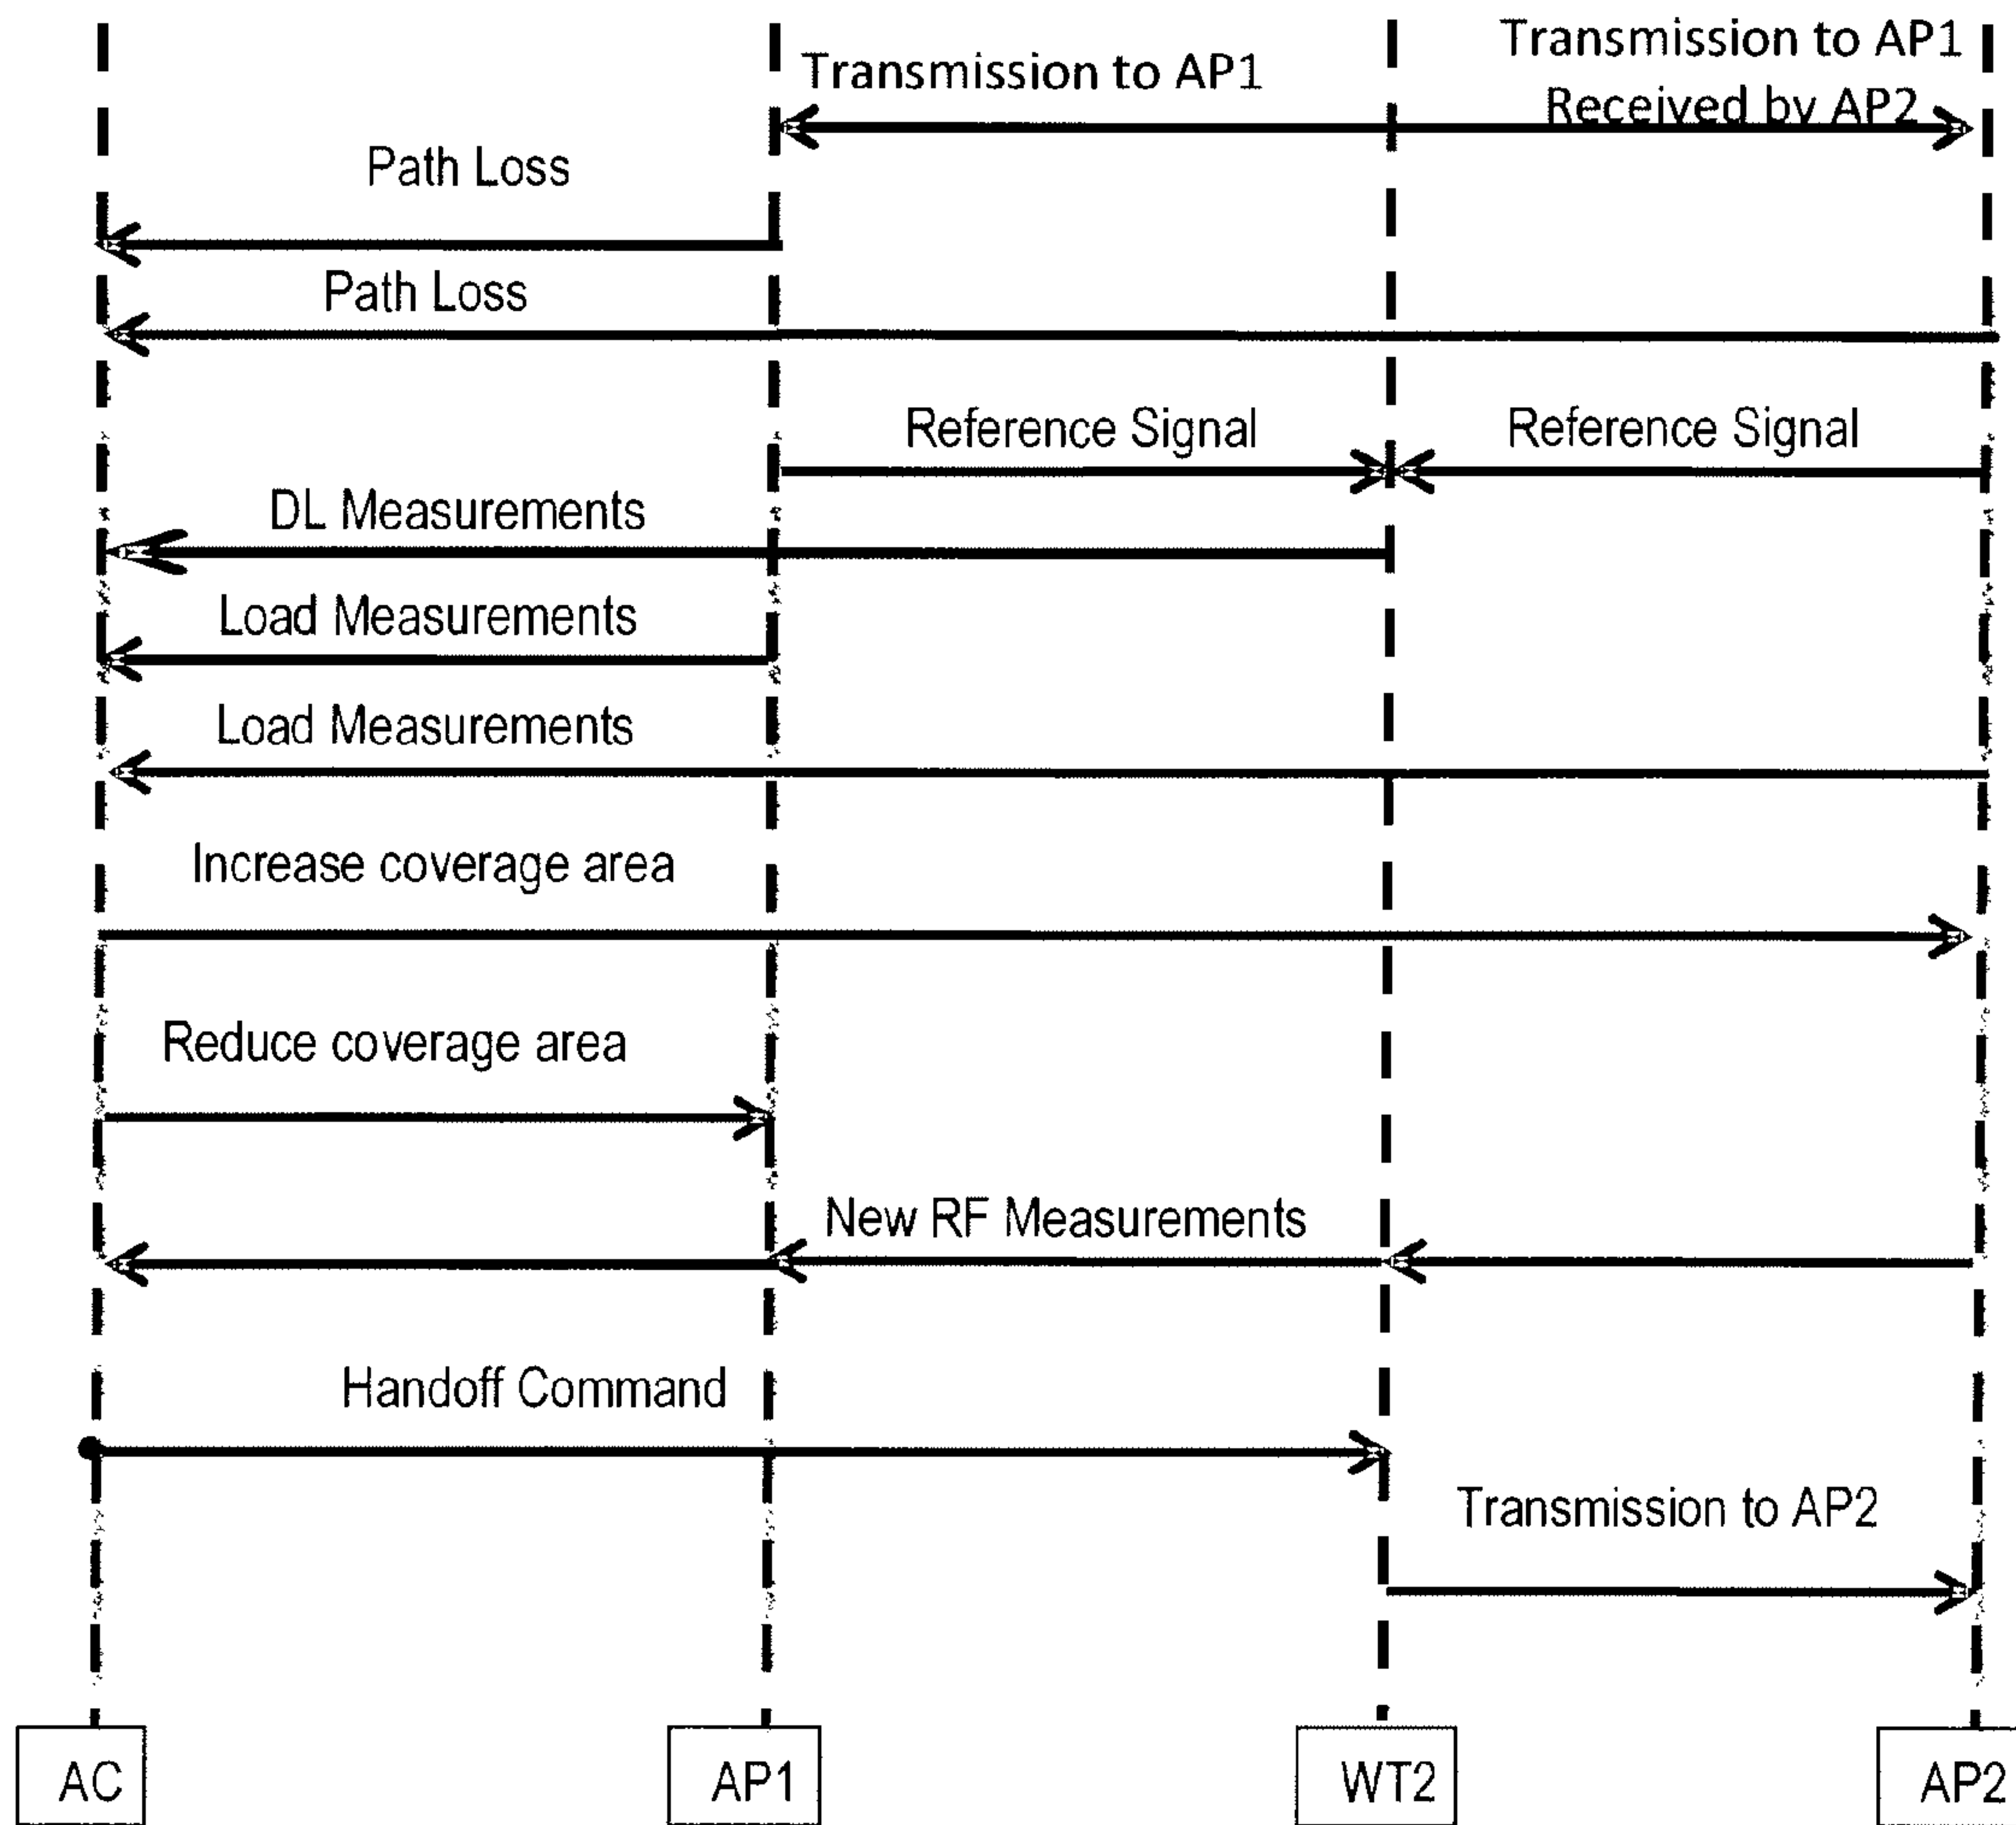 Transmission to AP1
Transmission to AP1
Received by AP2
Path Loss
Path Loss
Reference Signal
Reference Signal
DL Measurements
Load Measurements
Load Measurements
Increase coverage area
Reduce coverage area
New RF Measurements
Handoff Command
Transmission to AP2
AC
AP1
WT2
AP2